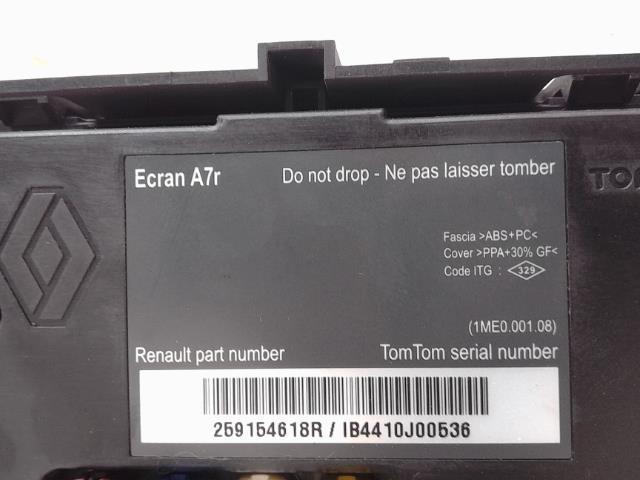 Ecran A7r Do not drop - Ne pas laisser tomber
TOM
Fascia >ABS+PC<
Cover >PPA+30% GF<
Code ITG : 329
(1ME0.001.08)
Renault part number TomTom serial number
259154618R / IB4410J00536